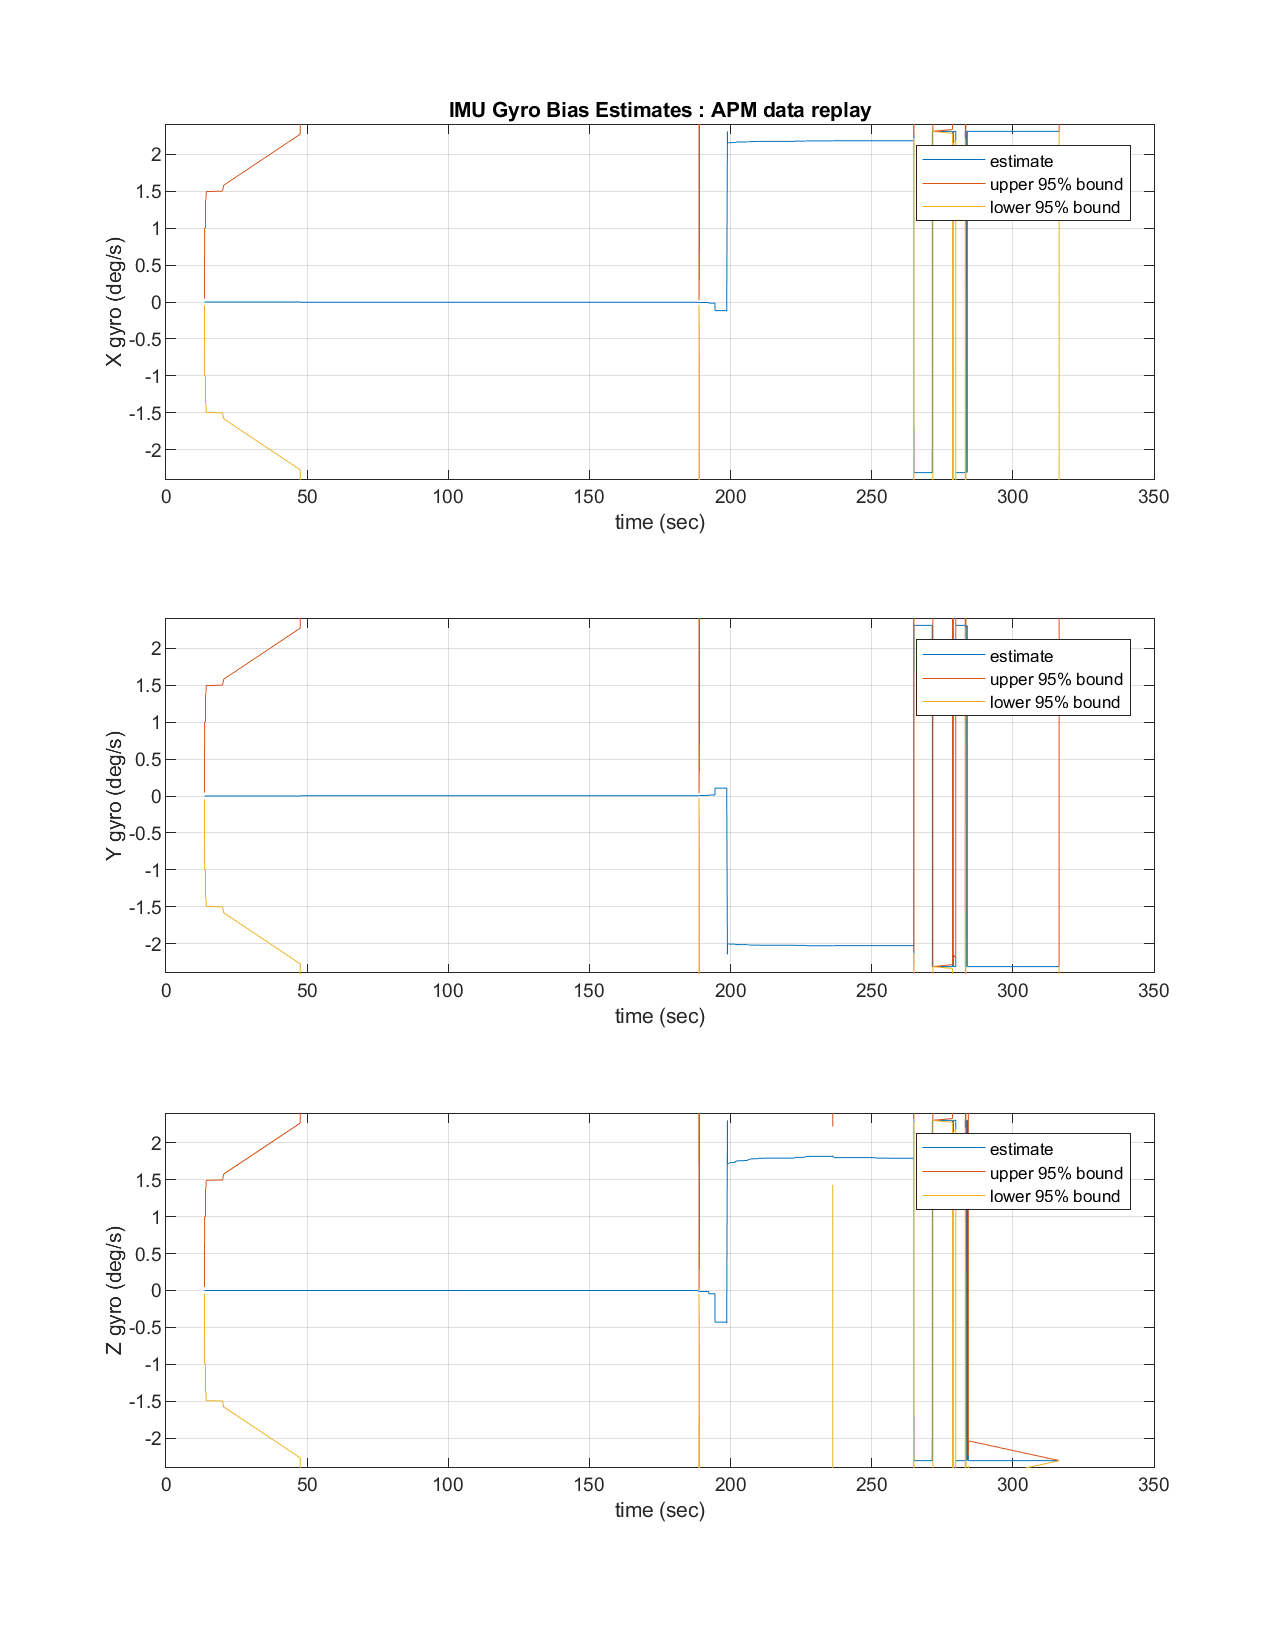 IMU Gyro Bias Estimates : APM data replay
X gyro (deg/s)
2
1.5
1
0.5
0
-0.5
-1
-1.5
-2
estimate
upper 95% bound
lower 95% bound
0 50 100 150 200 250 300 350
time (sec)
Y gyro (deg/s)
2
1.5
1
0.5
0
-0.5
-1
-1.5
-2
estimate
upper 95% bound
lower 95% bound
0 50 100 150 200 250 300 350
time (sec)
Z gyro (deg/s)
2
1.5
1
0.5
0
-0.5
-1
-1.5
-2
estimate
upper 95% bound
lower 95% bound
0 50 100 150 200 250 300 350
time (sec)